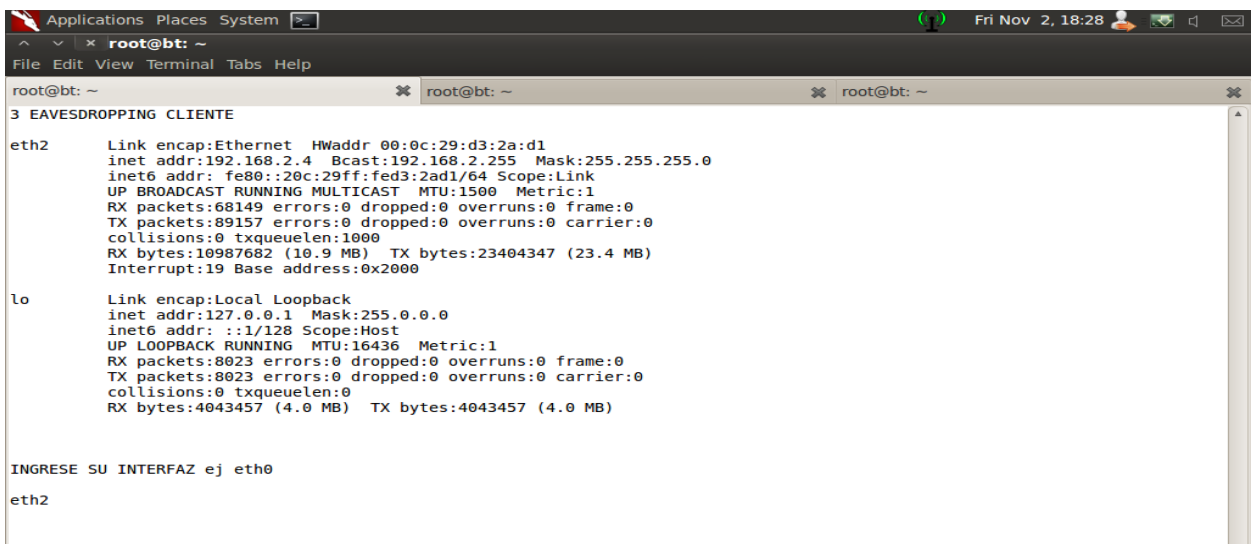 Applications Places System Fri Nov 2, 18:28
root@bt: ~
File Edit View Terminal Tabs Help
root@bt: ~ root@bt: ~ root@bt: ~
3 EAVESDROPPING CLIENTE
eth2 Link encap:Ethernet HWaddr 00:0c:29:d3:2a:d1
inet addr:192.168.2.4 Bcast:192.168.2.255 Mask:255.255.255.0
inet6 addr: fe80::20c:29ff:fed3:2ad1/64 Scope:Link
UP BROADCAST RUNNING MULTICAST MTU:1500 Metric:1
RX packets:68149 errors:0 dropped:0 overruns:0 frame:0
TX packets:89157 errors:0 dropped:0 overruns:0 carrier:0
collisions:0 txqueuelen:1000
RX bytes:10987682 (10.9 MB) TX bytes:23404347 (23.4 MB)
Interrupt:19 Base address:0x2000
lo Link encap:Local Loopback
inet addr:127.0.0.1 Mask:255.0.0.0
inet6 addr: ::1/128 Scope:Host
UP LOOPBACK RUNNING MTU:16436 Metric:1
RX packets:8023 errors:0 dropped:0 overruns:0 frame:0
TX packets:8023 errors:0 dropped:0 overruns:0 carrier:0
collisions:0 txqueuelen:0
RX bytes:4043457 (4.0 MB) TX bytes:4043457 (4.0 MB)
INGRESE SU INTERFAZ ej eth0
eth2